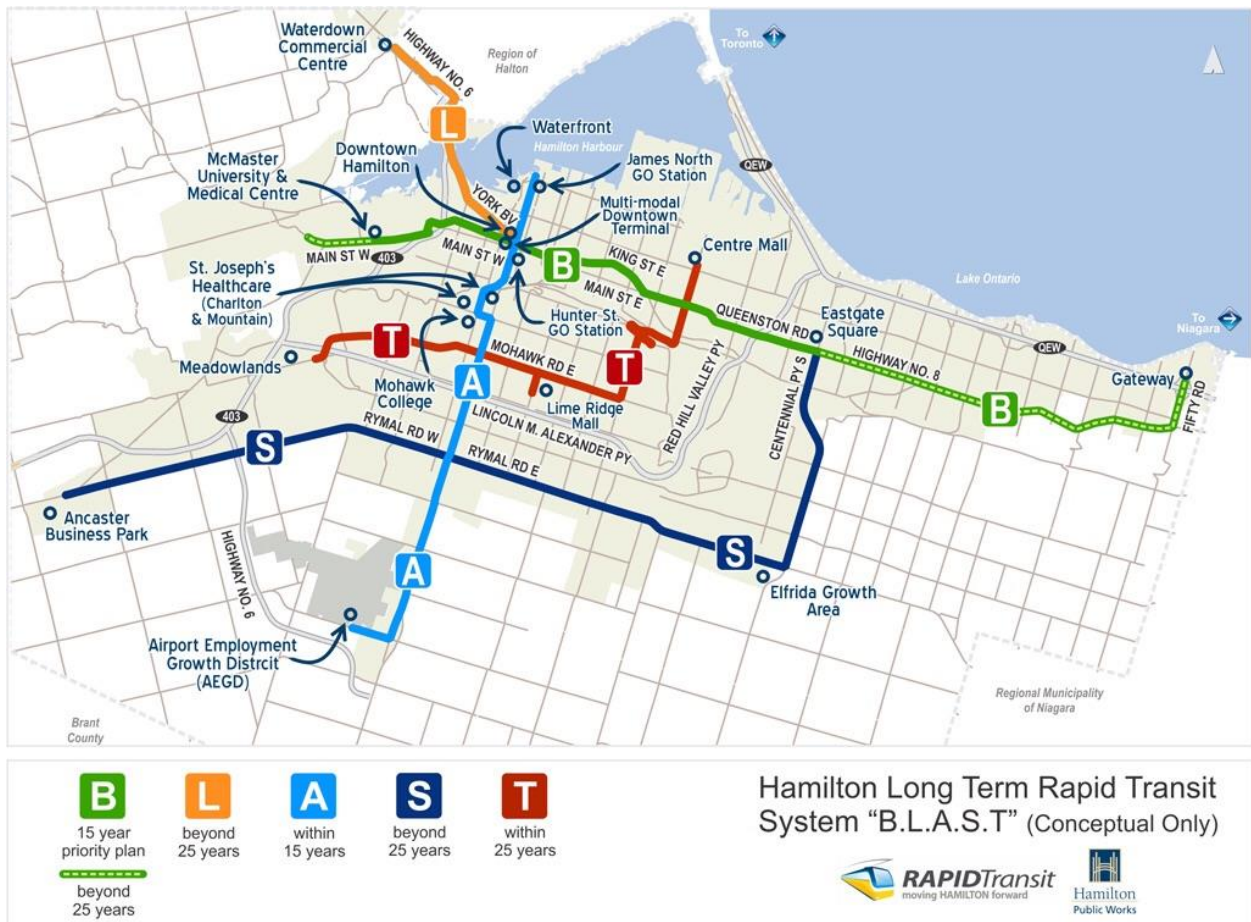 Waterdown
Commercial
Centre
HIGHWAY NO. 6
Region of
Halton
To
Toronto
L
Waterfront
Hamilton Harbour
Downtown
Hamilton
James North
GO Station
McMaster
University &
Medical Centre
YORK BV
Multi-modal
Downtown
Terminal
QEW
MAIN ST W
403
MAIN ST W
B
KING ST E
Centre Mall
Lake Ontario
St. Joseph's
Healthcare
(Charlton
& Mountain)
MAIN ST E
Hunter St.
GO Station
QUEENSTON RD
Eastgate
Square
To
Niagara
QEW
T
MOHAWK RD E
T
HIGHWAY NO. 8
Meadowlands
Mohawk
College
A
Lime Ridge
Mall
RED HILL VALLEY PY
CENTENNIAL PY S
Gateway
B
FIFTY RD
403
LINCOLN M. ALEXANDER PY
RYMAL RD W
S
RYMAL RD E
Ancaster
Business Park
HIGHWAY NO. 6
S
A
Elfrida Growth
Area
Airport Employment
Growth Distrcit
(AEGD)
Regional Municipality
of Niagara
Brant
County
B
15 year
priority plan
beyond
25 years
L
beyond
25 years
A
within
15 years
S
beyond
25 years
T
within
25 years
Hamilton Long Term Rapid Transit
System “B.L.A.S.T” (Conceptual Only)
RAPIDTransit
moving HAMILTON forward
Hamilton
Public Works